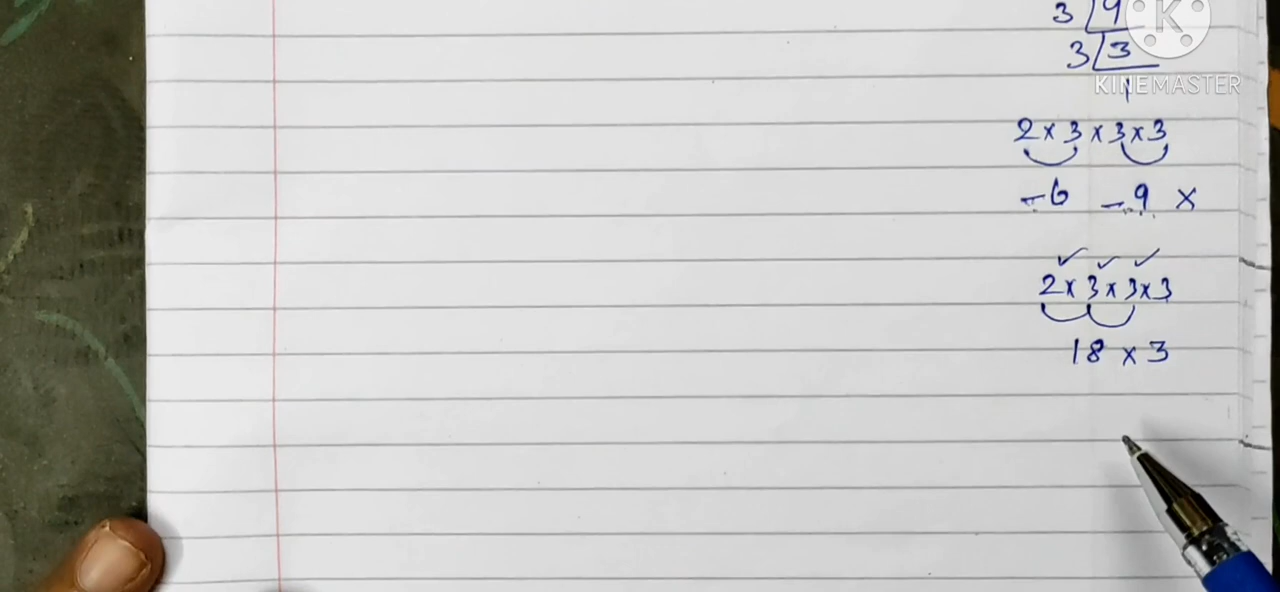 3 9
3 3
K
KINEMASTER
1
2 x 3 x 3 x 3
-6 -9 x
2 x 3 x 3 x 3
18 x 3